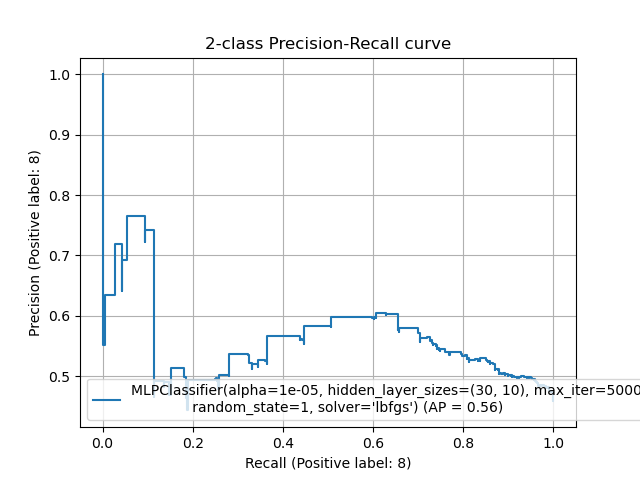 2-class Precision-Recall curve
1.0
0.9
0.8
0.7
0.6
0.5
Precision (Positive label: 8)
MLPClassifier(alpha=1e-05, hidden_layer_sizes=(30, 10), max_iter=5000
random_state=1, solver='lbfgs') (AP = 0.56)
0.0 0.2 0.4 0.6 0.8 1.0
Recall (Positive label: 8)